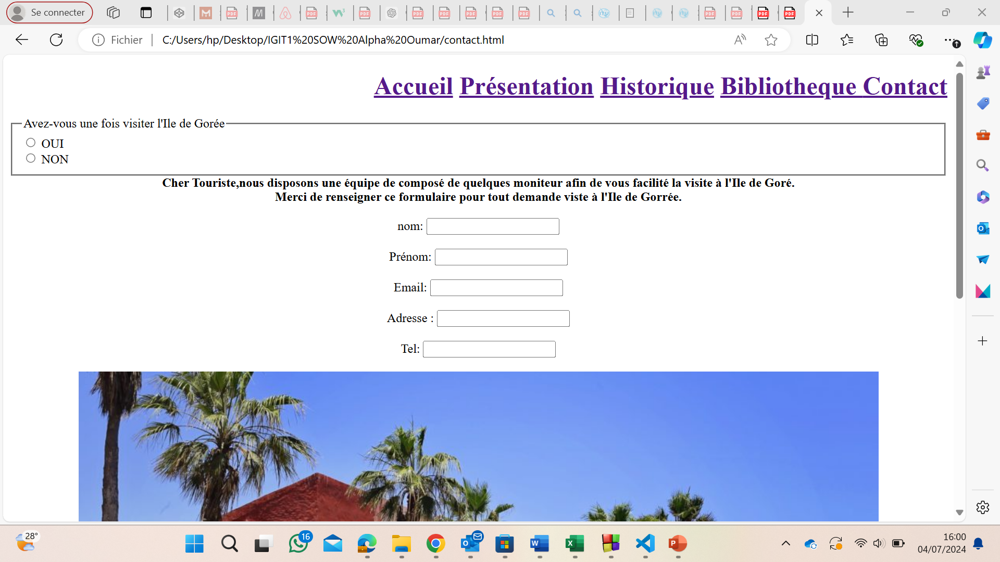 Se connecter
Fichier
C:/Users/hp/Desktop/IGIT1%20SOW%20Alpha%20Oumar/contact.html
Accueil Présentation Historique Bibliotheque Contact
Avez-vous une fois visiter l'Ile de Gorée
OUI
NON
Cher Touriste,nous disposons une équipe de composé de quelques moniteur afin de vous facilité la visite à l'Ile de Goré.
Merci de renseigner ce formulaire pour tout demande viste à l'Ile de Gorrée.
nom:
Prénom:
Email:
Adresse :
Tel:
28°
16
16:00
04/07/2024